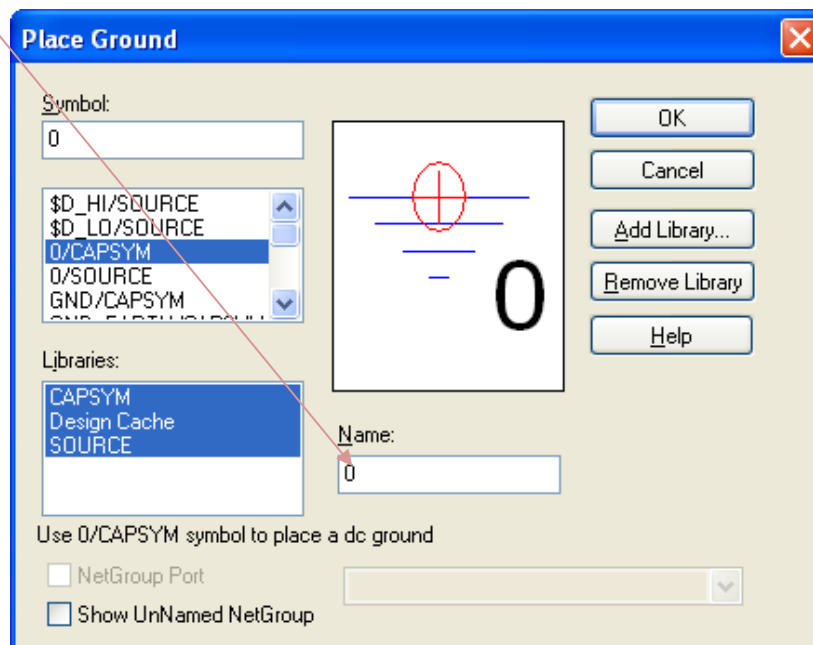 Place Ground
Symbol:
0
$D_HI/SOURCE
$D_LO/SOURCE
0/CAPSYM
0/SOURCE
GND/CAPSYM
Libraries:
CAPSYM
Design Cache
SOURCE
0
Name:
0
OK
Cancel
Add Library...
Remove Library
Help
Use 0/CAPSYM symbol to place a dc ground
NetGroup Port
Show UnNamed NetGroup